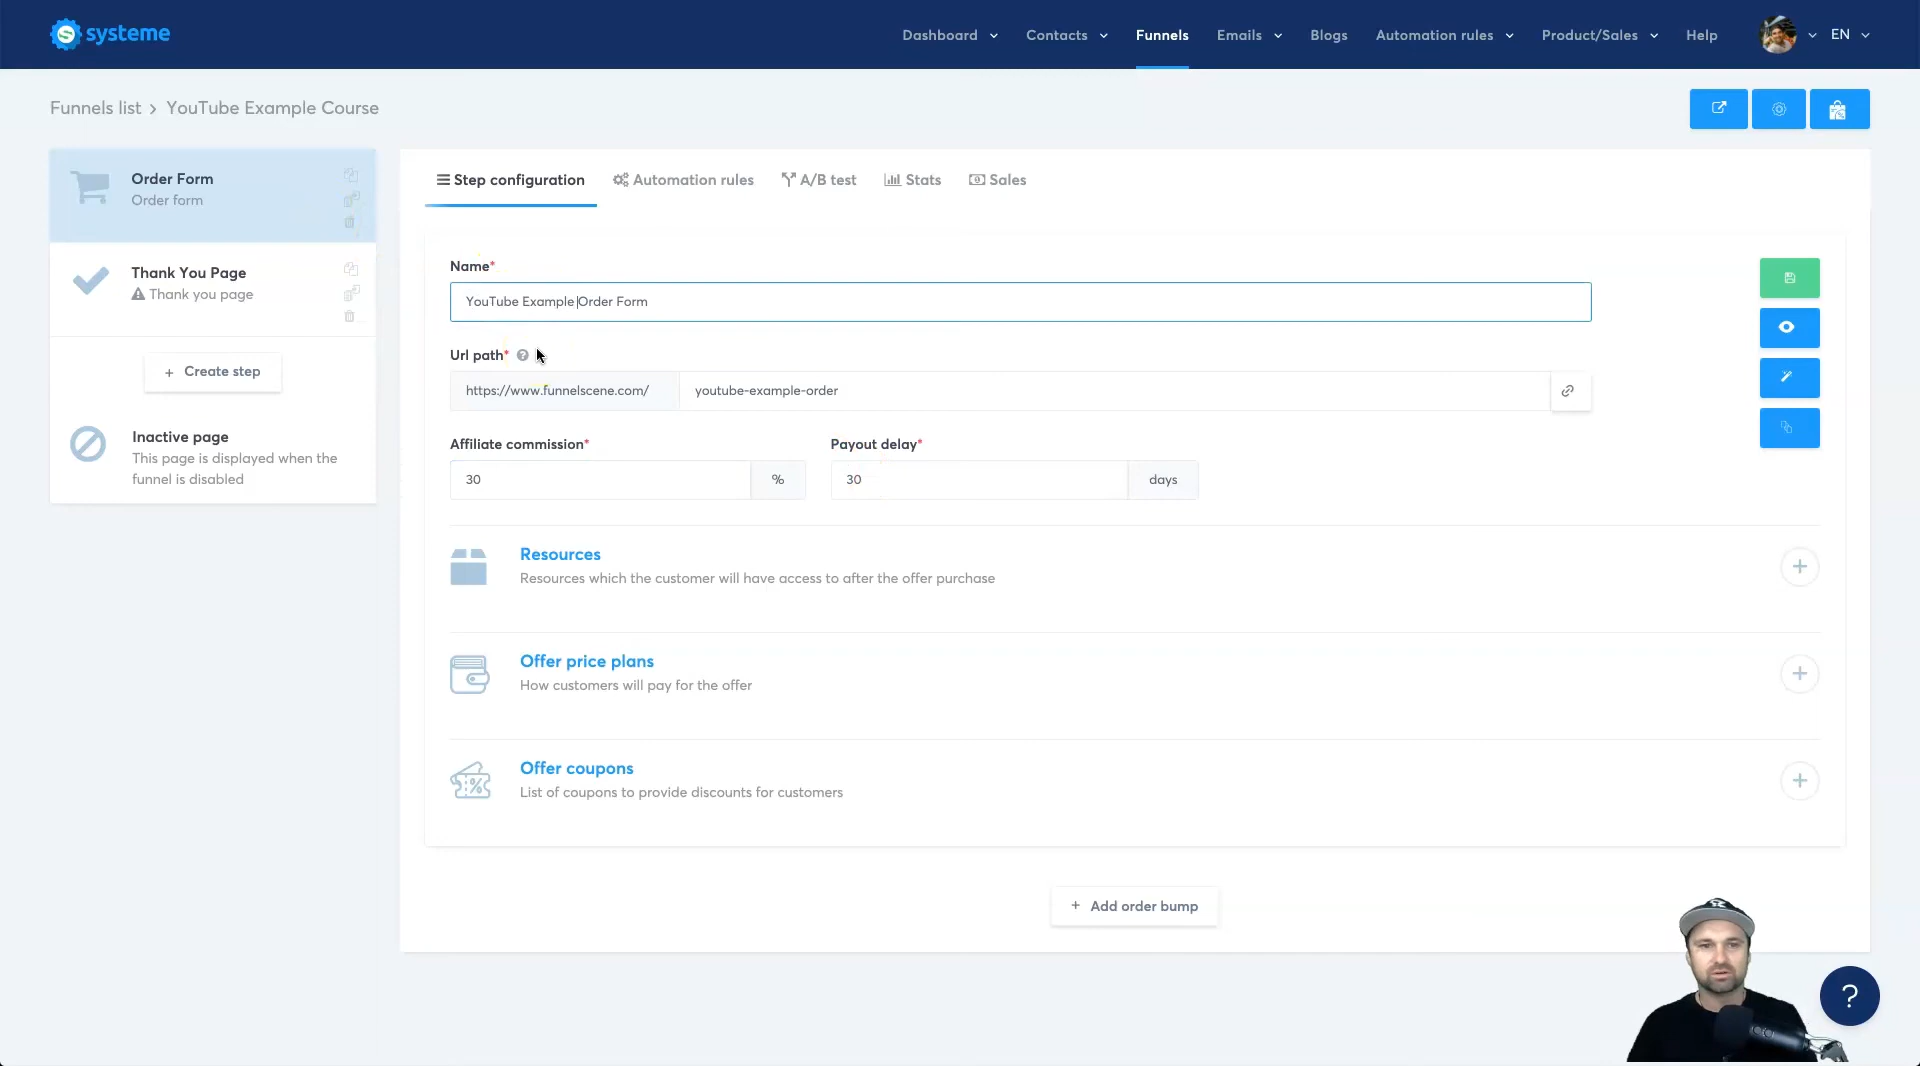 systeme
Dashboard Contacts Funnels Emails Blogs Automation rules Product/Sales Help EN
Funnels list › YouTube Example Course
Order Form
Order form
Thank You Page
Thank you page
+ Create step
Inactive page
This page is displayed when the
funnel is disabled
Step configuration Automation rules A/B test Stats Sales
Name*
YouTube Example Order Form
Url path* ?
https://www.funnelscene.com/ youtube-example-order
Affiliate commission* Payout delay*
30 % 30 days
Resources
Resources which the customer will have access to after the offer purchase
Offer price plans
How customers will pay for the offer
Offer coupons
List of coupons to provide discounts for customers
+ Add order bump
?